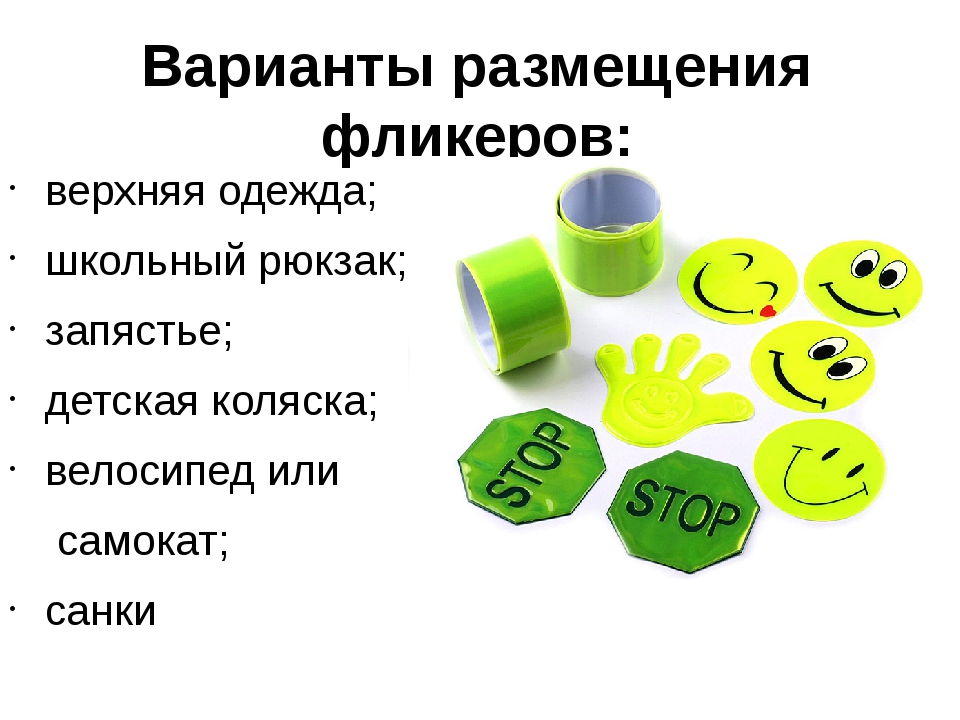 Варианты размещения
фликеров:
• верхняя одежда;
• школьный рюкзак;
• запястье;
• детская коляска;
• велосипед или
самокат;
• санки
STOP
STOP